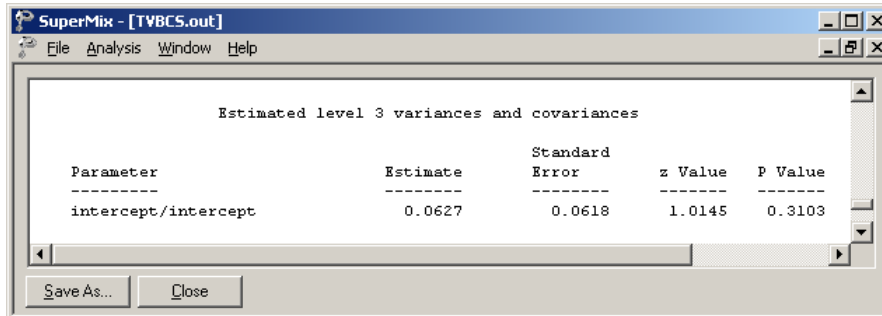 SuperMix - [TVBCS.out]
File Analysis Window Help
Estimated level 3 variances and covariances
Standard
Parameter Estimate Error z Value P Value
--------- -------- -------- ------- -------
intercept/intercept 0.0627 0.0618 1.0145 0.3103
Save As... Close